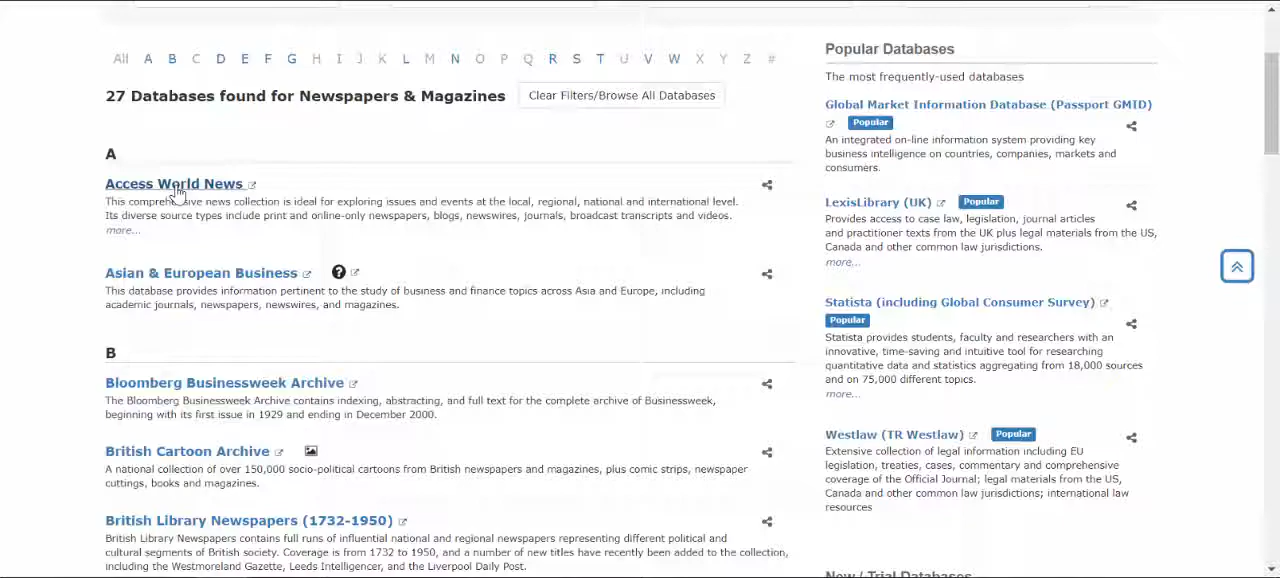 All A B C D E F G H I J K L M N O P Q R S T U V W X Y Z #
27 Databases found for Newspapers & Magazines
Clear Filters/Browse All Databases
A
Access World News
This comprehensive news collection is ideal for exploring issues and events at the local, regional, national and international level.
Its diverse source types include print and online-only newspapers, blogs, newswires, journals, broadcast transcripts and videos.
more...
Asian & European Business
This database provides information pertinent to the study of business and finance topics across Asia and Europe, including
academic journals, newspapers, newswires, and magazines.
B
Bloomberg Businessweek Archive
The Bloomberg Businessweek Archive contains indexing, abstracting, and full text for the complete archive of Businessweek,
beginning with its first issue in 1929 and ending in December 2000.
British Cartoon Archive
A national collection of over 150,000 socio-political cartoons from British newspapers and magazines, plus comic strips, newspaper
cuttings, books and magazines.
British Library Newspapers (1732-1950)
British Library Newspapers contains full runs of influential national and regional newspapers representing different political and
cultural segments of British society. Coverage is from 1732 to 1950, and a number of new titles have recently been added to the collection,
including the Westmoreland Gazette, Leeds Intelligencer, and the Liverpool Daily Post.
Popular Databases
The most frequently-used databases
Global Market Information Database (Passport GMID)
Popular
An integrated on-line information system providing key
business intelligence on countries, companies, markets and
consumers.
LexisLibrary (UK)
Popular
Provides access to case law, legislation, journal articles
and practitioner texts from the UK plus legal materials from the US,
Canada and other common law jurisdictions.
more...
Statista (including Global Consumer Survey)
Popular
Statista provides students, faculty and researchers with an
innovative, time-saving and intuitive tool for researching
quantitative data and statistics aggregating from 18,000 sources
and on 75,000 different topics.
more...
Westlaw (TR Westlaw)
Popular
Extensive collection of legal information including EU
legislation, treaties, cases, commentary and comprehensive
coverage of the Official Journal; legal materials from the US,
Canada and other common law jurisdictions; international law
resources
New / Trial Databases